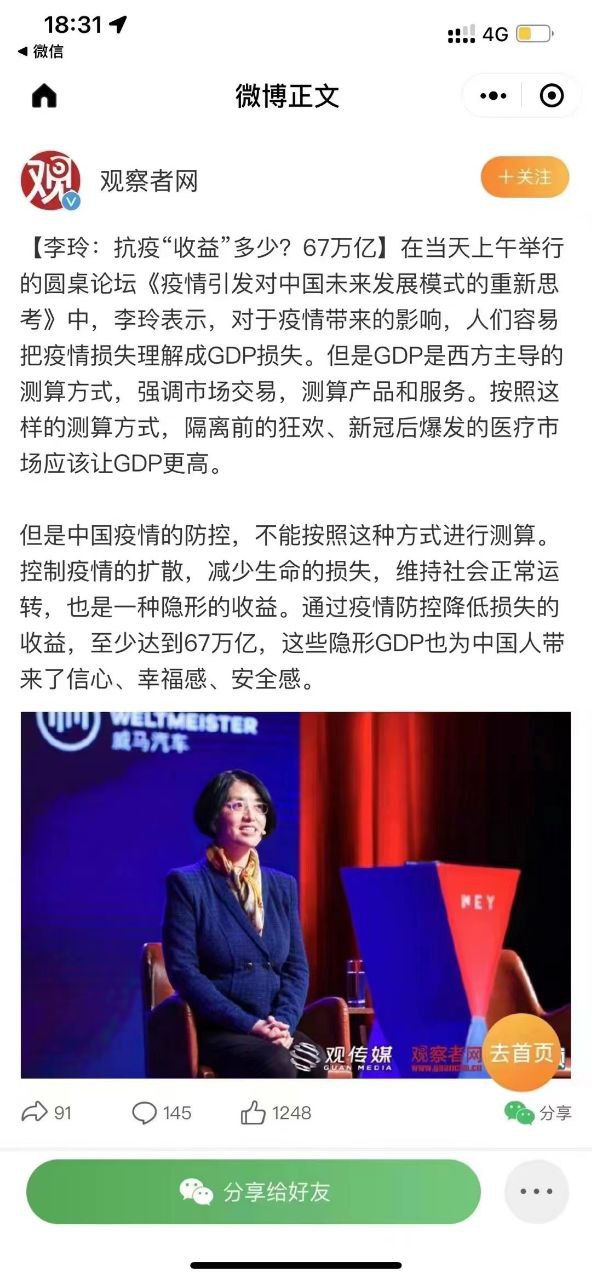 18:31
4G
微信
微博正文
观
观察者网
+关注
【李玲：抗疫“收益”多少？67万亿】在当天上午举行
的圆桌论坛《疫情引发对中国未来发展模式的重新思
考》中，李玲表示，对于疫情带来的影响，人们容易
把疫情损失理解成GDP损失。但是GDP是西方主导的
测算方式，强调市场交易，测算产品和服务。按照这
样的测算方式，隔离前的狂欢、新冠后爆发的医疗市
场应该让GDP更高。
但是中国疫情的防控，不能按照这种方式进行测算。
控制疫情的扩散，减少生命的损失，维持社会正常运
转，也是一种隐形的收益。通过疫情防控降低损失的
收益，至少达到67万亿，这些隐形GDP也为中国人带
来了信心、幸福感、安全感。
WELTMEISTER
威马汽车
NEY
观传媒
GUAN MEDIA
观察者网
去首页
91
145
1248
分享
分享给好友